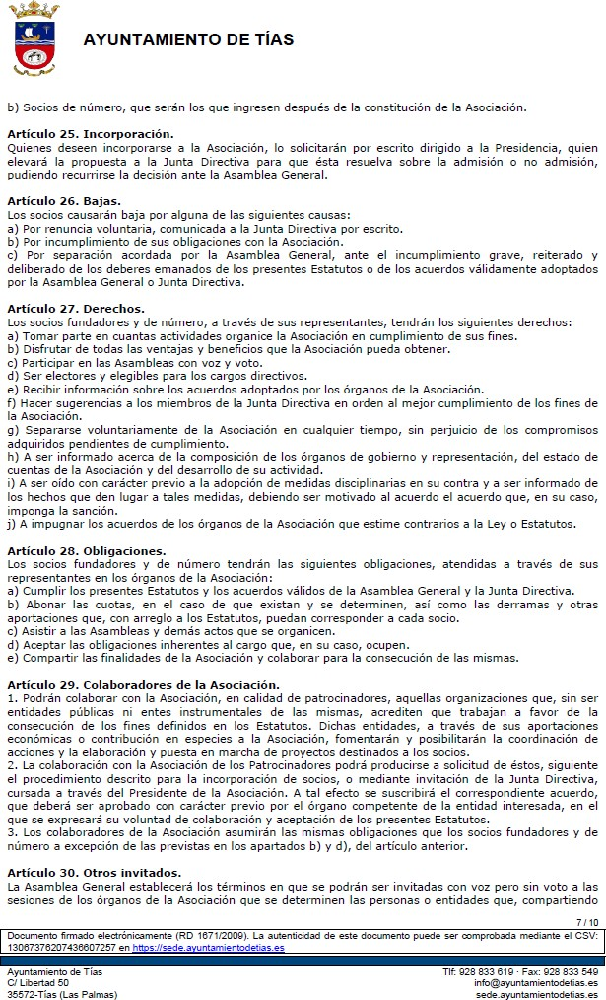 AYUNTAMIENTO DE TÍAS
b) Socios de número, que serán los que ingresen después de la constitución de la Asociación.
Artículo 25. Incorporación.
Quienes deseen incorporarse a la Asociación, lo solicitarán por escrito dirigido a la Presidencia, quien
elevará la propuesta a la Junta Directiva para que ésta resuelva sobre la admisión o no admisión,
pudiendo recurrirse la decisión ante la Asamblea General.
Artículo 26. Bajas.
Los socios causarán baja por alguna de las siguientes causas:
a) Por renuncia voluntaria, comunicada a la Junta Directiva por escrito.
b) Por incumplimiento de sus obligaciones con la Asociación.
c) Por separación acordada por la Asamblea General, ante el incumplimiento grave, reiterado y
deliberado de los deberes emanados de los presentes Estatutos o de los acuerdos válidamente adoptados
por la Asamblea General o Junta Directiva.
Artículo 27. Derechos.
Los socios fundadores y de número, a través de sus representantes, tendrán los siguientes derechos:
a) Tomar parte en cuantas actividades organice la Asociación en cumplimiento de sus fines.
b) Disfrutar de todas las ventajas y beneficios que la Asociación pueda obtener.
c) Participar en las Asambleas con voz y voto.
d) Ser electores y elegibles para los cargos directivos.
e) Recibir información sobre los acuerdos adoptados por los órganos de la Asociación.
f) Hacer sugerencias a los miembros de la Junta Directiva en orden al mejor cumplimiento de los fines de
la Asociación.
g) Separarse voluntariamente de la Asociación en cualquier tiempo, sin perjuicio de los compromisos
adquiridos pendientes de cumplimiento.
h) A ser informado acerca de la composición de los órganos de gobierno y representación, del estado de
cuentas de la Asociación y del desarrollo de su actividad.
i) A ser oído con carácter previo a la adopción de medidas disciplinarias en su contra y a ser informado de
los hechos que den lugar a tales medidas, debiendo ser motivado al acuerdo el acuerdo que, en su caso,
imponga la sanción.
j) A impugnar los acuerdos de los órganos de la Asociación que estime contrarios a la Ley o Estatutos.
Artículo 28. Obligaciones.
Los socios fundadores y de número tendrán las siguientes obligaciones, atendidas a través de sus
representantes en los órganos de la Asociación:
a) Cumplir los presentes Estatutos y los acuerdos válidos de la Asamblea General y la Junta Directiva.
b) Abonar las cuotas, en el caso de que existan y se determinen, así como las derramas y otras
aportaciones que, con arreglo a los Estatutos, puedan corresponder a cada socio.
c) Asistir a las Asambleas y demás actos que se organicen.
d) Aceptar las obligaciones inherentes al cargo que, en su caso, ocupen.
e) Compartir las finalidades de la Asociación y colaborar para la consecución de las mismas.
Artículo 29. Colaboradores de la Asociación.
1. Podrán colaborar con la Asociación, en calidad de patrocinadores, aquellas organizaciones que, sin ser
entidades públicas ni entes instrumentales de las mismas, acrediten que trabajan a favor de la
consecución de los fines definidos en los Estatutos. Dichas entidades, a través de sus aportaciones
económicas o contribución en especies a la Asociación, fomentarán y posibilitarán la coordinación de
acciones y la elaboración y puesta en marcha de proyectos destinados a los socios.
2. La colaboración con la Asociación de los Patrocinadores podrá producirse a solicitud de éstos, siguiente
el procedimiento descrito para la incorporación de socios, o mediante invitación de la Junta Directiva,
cursada a través del Presidente de la Asociación. A tal efecto se suscribirá el correspondiente acuerdo,
que deberá ser aprobado con carácter previo por el órgano competente de la entidad interesada, en el
que se expresará su voluntad de colaboración y aceptación de los presentes Estatutos.
3. Los colaboradores de la Asociación asumirán las mismas obligaciones que los socios fundadores y de
número a excepción de las previstas en los apartados b) y d), del artículo anterior.
Artículo 30. Otros invitados.
La Asamblea General establecerá los términos en que se podrán ser invitadas con voz pero sin voto a las
sesiones de los órganos de la Asociación que se determinen las personas o entidades que, compartiendo
7 / 10
Documento firmado electrónicamente (RD 1671/2009). La autenticidad de este documento puede ser comprobada mediante el CSV:
13067376207436607257 en https://sede.ayuntamientodetias.es
Ayuntamiento de Tías
C/ Libertad 50
35572-Tías (Las Palmas)
Tlf: 928 833 619 · Fax: 928 833 549
info@ayuntamientodetias.es
sede.ayuntamientodetias.es